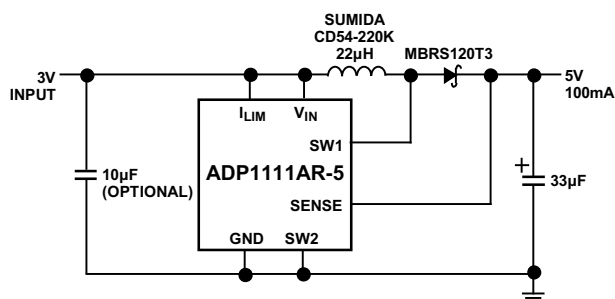 SUMIDA
CD54-220K
22µH
MBRS120T3
3V
INPUT
5V
100mA
ILIM
VIN
SW1
10µF
(OPTIONAL)
ADP1111AR-5
+
33µF
SENSE
GND
SW2